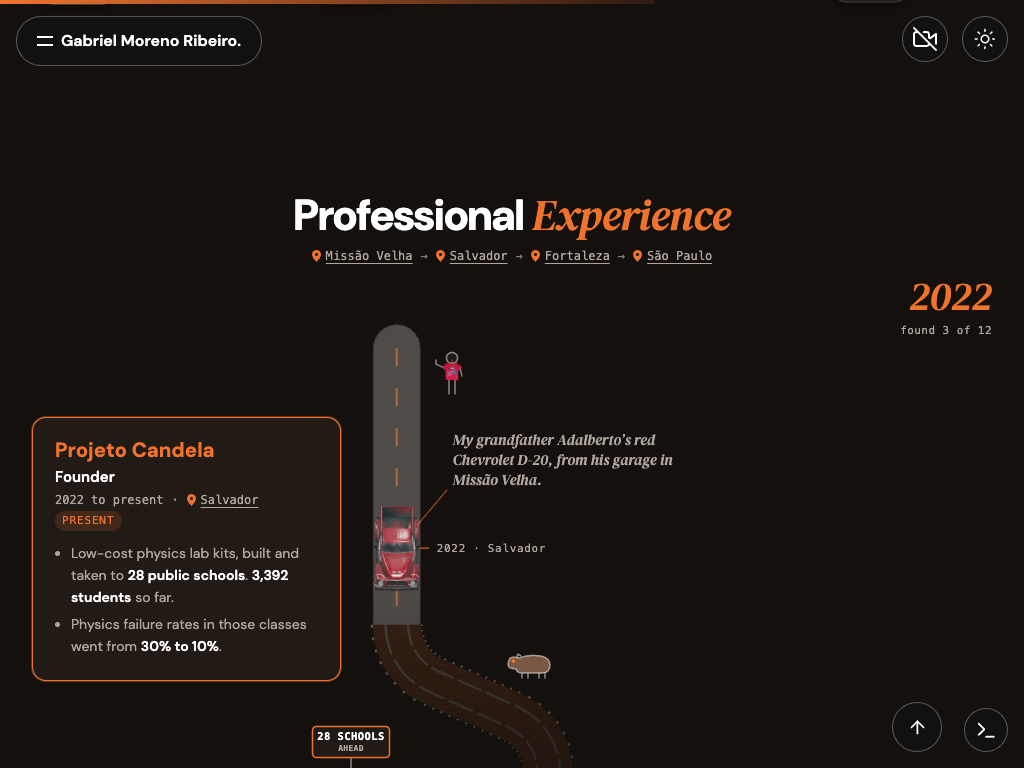 Gabriel Moreno Ribeiro.
Professional Experience
Missão Velha → Salvador → Fortaleza → São Paulo
2022
found 3 of 12
My grandfather Adalberto's red
Chevrolet D-20, from his garage in
Missão Velha.
2022 · Salvador
Projeto Candela
Founder
2022 to present · Salvador
PRESENT
Low-cost physics lab kits, built and
taken to 28 public schools. 3,392
students so far.
Physics failure rates in those classes
went from 30% to 10%.
28 SCHOOLS
AHEAD